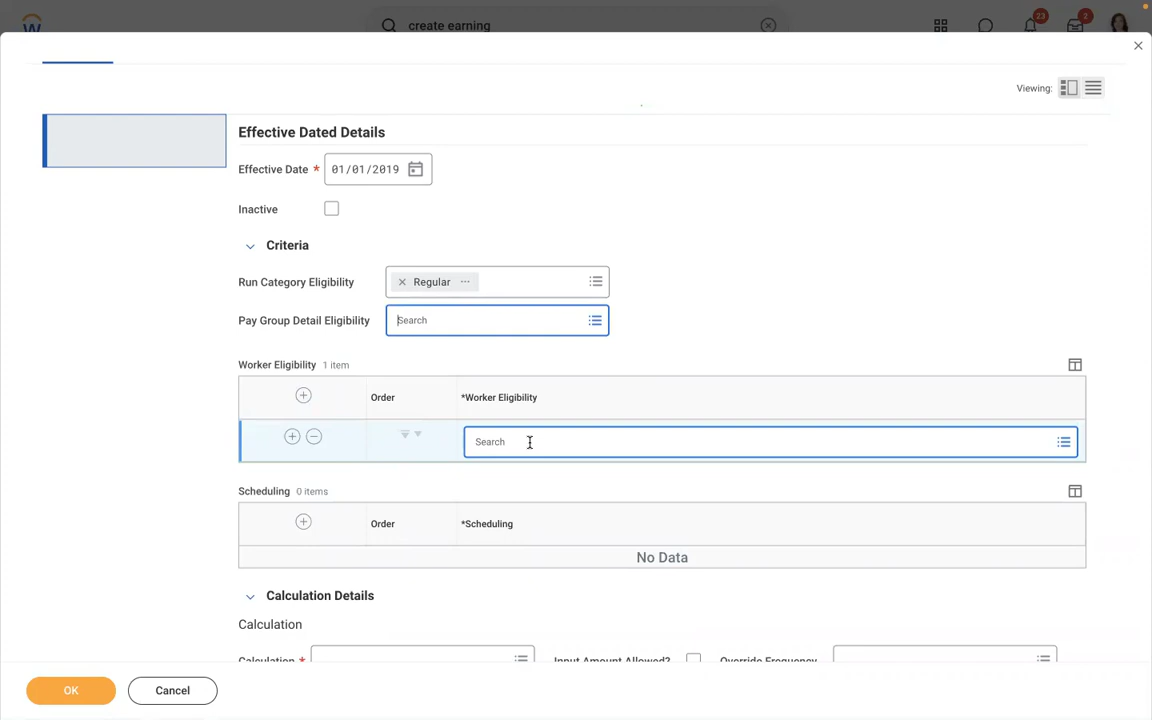 create earning
23
2
Viewing:
Effective Dated Details
Effective Date * 01/01/2019
Inactive
Criteria
Run Category Eligibility Regular
Pay Group Detail Eligibility Search
Worker Eligibility 1 item
Order *Worker Eligibility
Search
Scheduling 0 items
Order *Scheduling
No Data
Calculation Details
Calculation
Calculation * Input Amount Allowed? Override Frequency
OK Cancel